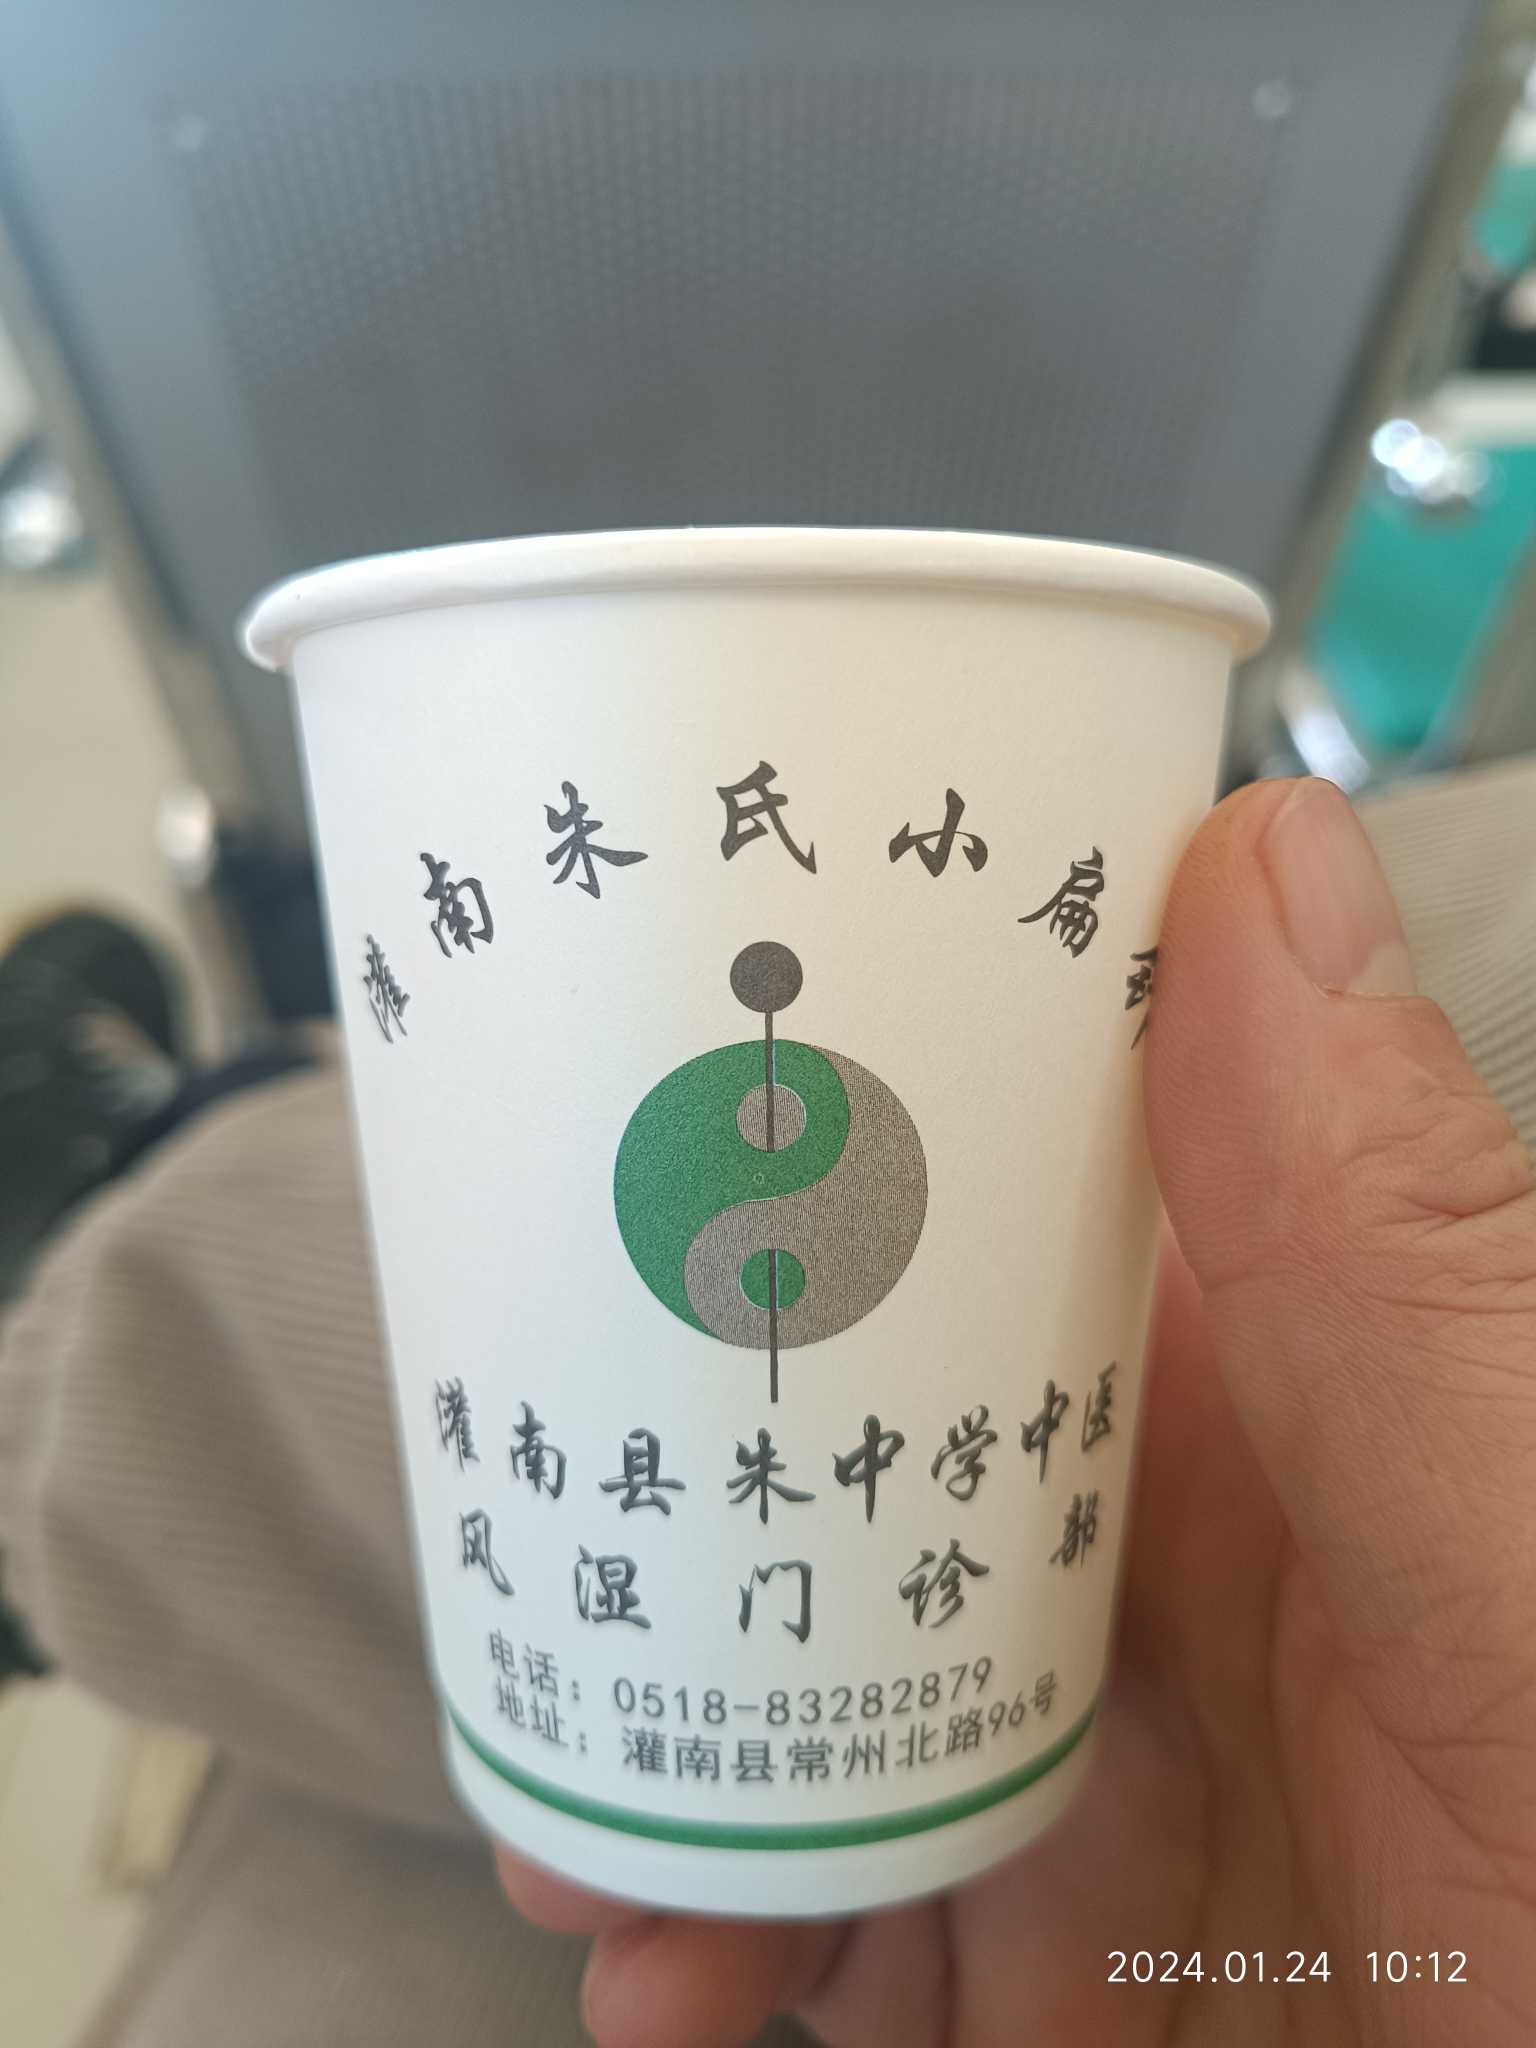 灌南朱氏小扁
灌南县朱中学中医
风湿门诊部
电话：0518-83282879
地址：灌南县常州北路96号
2024.01.24 10:12